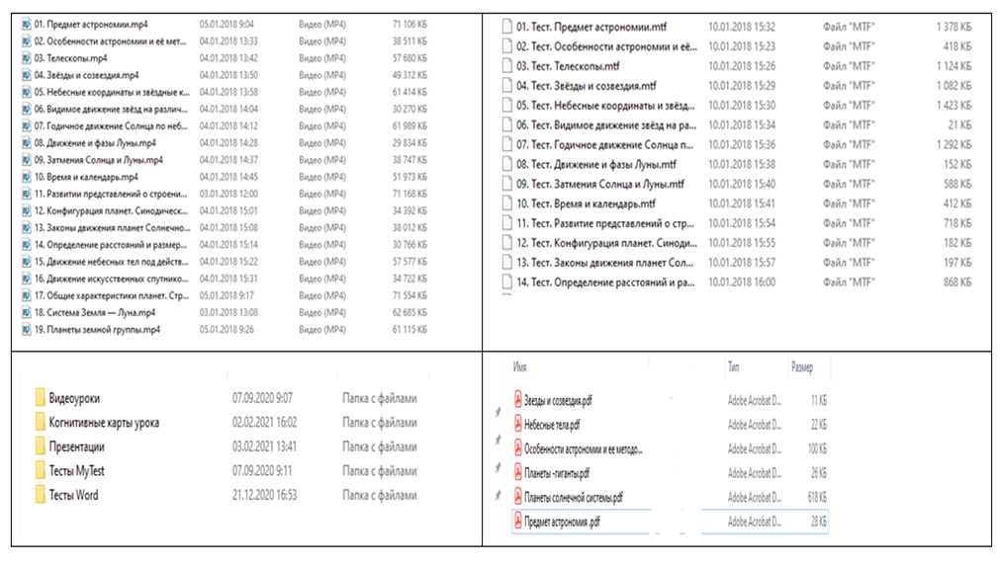 01. Предмет астрономии.mp4 05.01.2018 9:04 Видео (MP4) 71 106 КБ
02. Особенности астрономии и её мет... 04.01.2018 13:33 Видео (MP4) 38 511 КБ
03. Телескопы.mp4 04.01.2018 13:42 Видео (MP4) 57 680 КБ
04. Звёзды и созвездия.mp4 04.01.2018 13:50 Видео (MP4) 49 312 КБ
05. Небесные координаты и звёздные к... 04.01.2018 13:58 Видео (MP4) 61 414 КБ
06. Видимое движение звёзд на различ... 04.01.2018 14:04 Видео (MP4) 30 270 КБ
07. Годичное движение Солнца по неб... 04.01.2018 14:12 Видео (MP4) 61 989 КБ
08. Движение и фазы Луны.mp4 04.01.2018 14:28 Видео (MP4) 29 834 КБ
09. Затмения Солнца и Луны.mp4 04.01.2018 14:37 Видео (MP4) 38 747 КБ
10. Время и календарь.mp4 04.01.2018 14:45 Видео (MP4) 51 973 КБ
11. Развитии представлений о строени... 03.01.2018 12:00 Видео (MP4) 71 168 КБ
12. Конфигурация планет. Синодическ... 04.01.2018 15:01 Видео (MP4) 34 392 КБ
13. Законы движения планет Солнечно... 04.01.2018 15:08 Видео (MP4) 38 012 КБ
14. Определение расстояний и размер... 04.01.2018 15:14 Видео (MP4) 30 766 КБ
15. Движение небесных тел под действ... 04.01.2018 15:22 Видео (MP4) 57 577 КБ
16. Движение искусственных спутнико... 04.01.2018 15:31 Видео (MP4) 34 722 КБ
17. Общие характеристики планет. Стр... 05.01.2018 9:17 Видео (MP4) 71 554 КБ
18. Система Земля — Луна.mp4 03.01.2018 13:08 Видео (MP4) 62 685 КБ
19. Планеты земной группы.mp4 05.01.2018 9:26 Видео (MP4) 61 115 КБ
01. Тест. Предмет астрономии.mtf 10.01.2018 15:32 Файл "MTF" 1 378 КБ
02. Тест. Особенности астрономии и её... 10.01.2018 15:23 Файл "MTF" 418 КБ
03. Тест. Телескопы.mtf 10.01.2018 15:26 Файл "MTF" 1 124 КБ
04. Тест. Звёзды и созвездия.mtf 10.01.2018 15:29 Файл "MTF" 1 082 КБ
05. Тест. Небесные координаты и звёзд... 10.01.2018 15:30 Файл "MTF" 1 423 КБ
06. Тест. Видимое движение звёзд на ра... 10.01.2018 15:34 Файл "MTF" 21 КБ
07. Тест. Годичное движение Солнца п... 10.01.2018 15:36 Файл "MTF" 1 292 КБ
08. Тест. Движение и фазы Луны.mtf 10.01.2018 15:38 Файл "MTF" 152 КБ
09. Тест. Затмения Солнца и Луны.mtf 10.01.2018 15:40 Файл "MTF" 588 КБ
10. Тест. Время и календарь.mtf 10.01.2018 15:41 Файл "MTF" 412 КБ
11. Тест. Развитие представлений о стр... 10.01.2018 15:54 Файл "MTF" 718 КБ
12. Тест. Конфигурация планет. Синоди... 10.01.2018 15:55 Файл "MTF" 182 КБ
13. Тест. Законы движения планет Сол... 10.01.2018 15:57 Файл "MTF" 197 КБ
14. Тест. Определение расстояний и ра... 10.01.2018 16:00 Файл "MTF" 868 КБ
Видеоуроки 07.09.2020 9:07 Папка с файлами
Когнитивные карты урока 02.02.2021 16:02 Папка с файлами
Презентации 03.02.2021 13:41 Папка с файлами
Тесты MyTest 07.09.2020 9:11 Папка с файлами
Тесты Word 21.12.2020 16:53 Папка с файлами
Имя Тип Размер
Звезды и созвездия.pdf Adobe Acrobat D... 11 КБ
Небесные тела.pdf Adobe Acrobat D... 22 КБ
Особенности астрономии и ее методо... Adobe Acrobat D... 100 КБ
Планеты -гиганты.pdf Adobe Acrobat D... 26 КБ
Планеты солнечной системы.pdf Adobe Acrobat D... 618 КБ
Предмет астрономия .pdf Adobe Acrobat D... 28 КБ